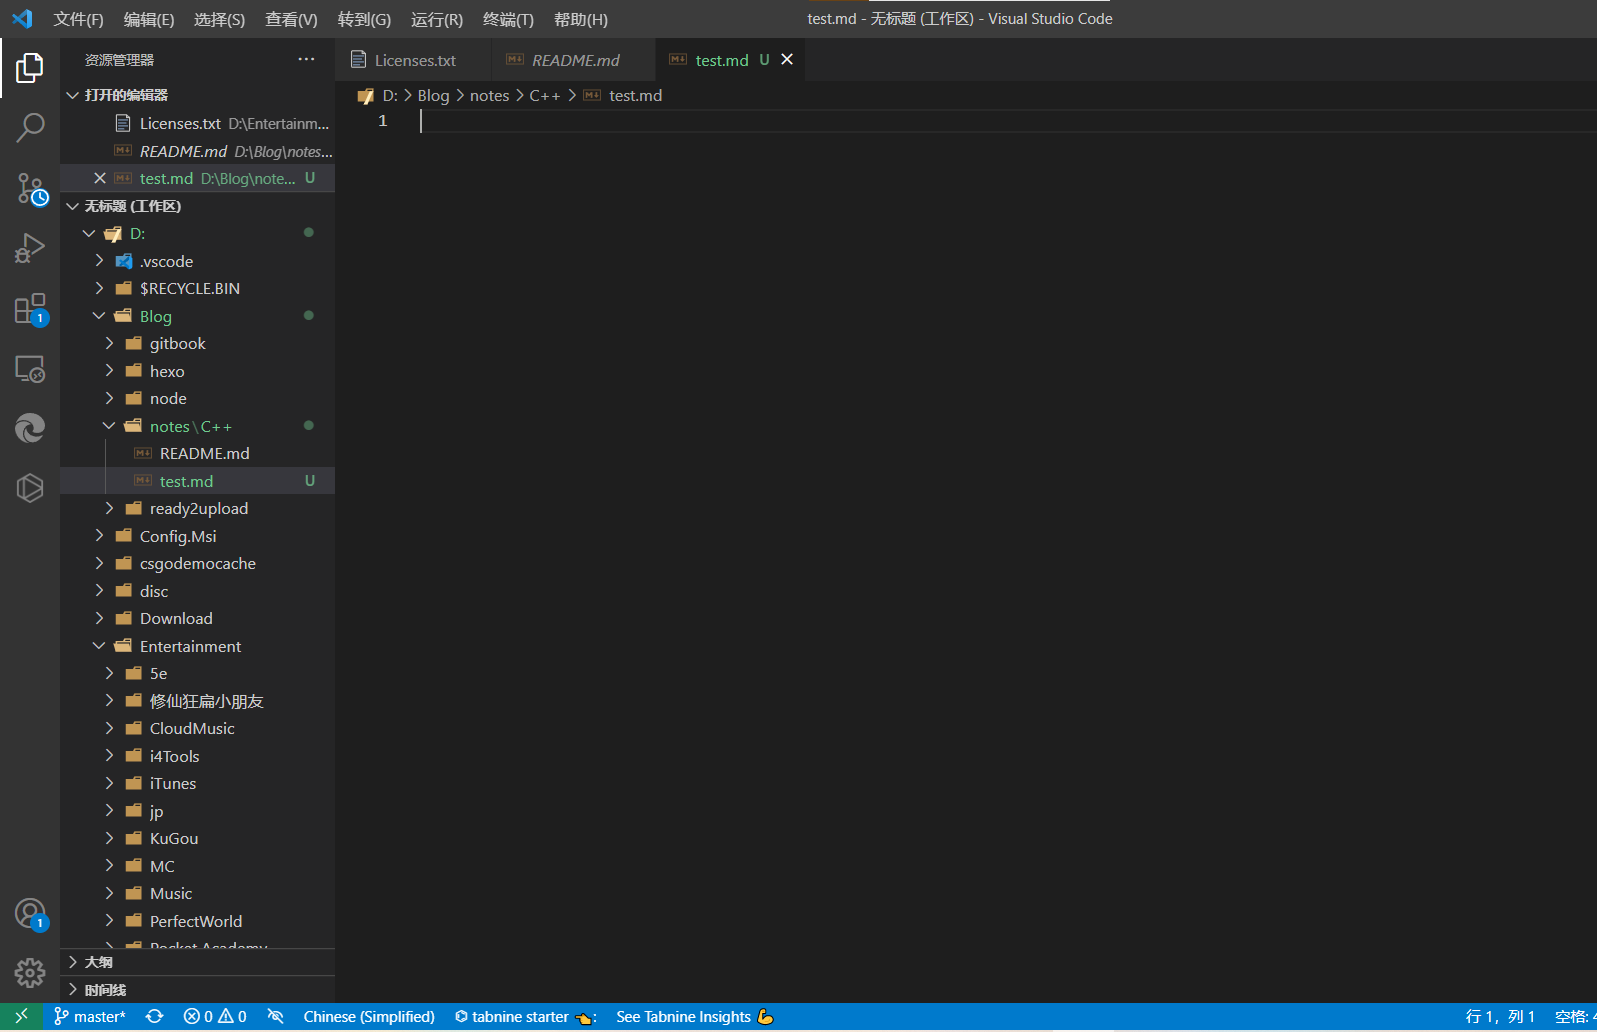 文件(F) 编辑(E) 选择(S) 查看(V) 转到(G) 运行(R) 终端(T) 帮助(H) test.md - 无标题 (工作区) - Visual Studio Code
资源管理器 ···
Licenses.txt README.md test.md U
打开的编辑器
D: > Blog > notes > C++ > test.md
1
Licenses.txt D:\Entertainm...
README.md D:\Blog\notes...
test.md D:\Blog\note... U
无标题 (工作区)
D:
.vscode
$RECYCLE.BIN
Blog
gitbook
hexo
node
notes\C++
README.md
test.md U
ready2upload
Config.Msi
csgodemocache
disc
Download
Entertainment
5e
修仙狂扁小朋友
CloudMusic
i4Tools
iTunes
jp
KuGou
MC
Music
PerfectWorld
Pocket Academy
大纲
时间线
1
1
master* 0 0 Chinese (Simplified) tabnine starter 👈: See Tabnine Insights 💪 行 1，列 1 空格: 4